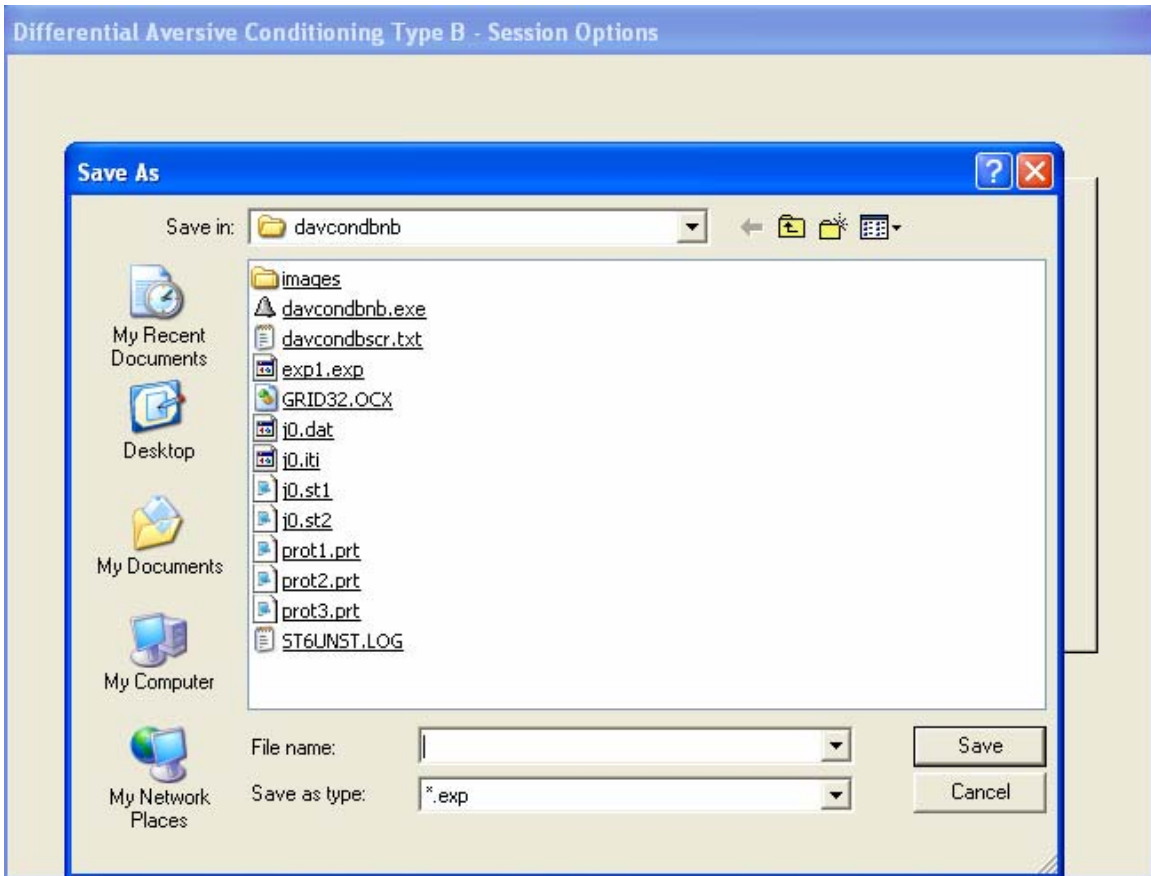 Differential Aversive Conditioning Type B - Session Options
Save As
Save in: davcondbnb
My Recent
Documents
Desktop
My Documents
My Computer
My Network
Places
images
davcondbnb.exe
davcondbscr.txt
exp1.exp
GRID32.OCX
j0.dat
j0.iti
j0.st1
j0.st2
prot1.prt
prot2.prt
prot3.prt
ST6UNST.LOG
File name:
Save
Save as type: *.exp
Cancel